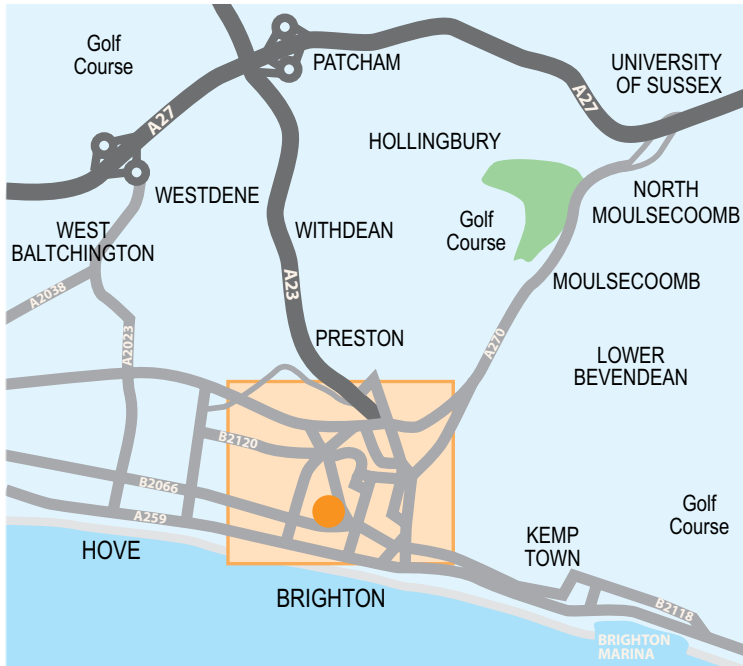 Golf
Course
PATCHAM
UNIVERSITY
OF SUSSEX
A27
A27
HOLLINGBURY
WESTDENE
NORTH
MOULSECOOMB
WEST
BALTCHINGTON
WITHDEAN
Golf
Course
A23
MOULSECOOMB
A2038
A2023
PRESTON
A270
LOWER
BEVENDEAN
B2120
B2066
A259
Golf
Course
HOVE
KEMP
TOWN
BRIGHTON
B2118
BRIGHTON
MARINA